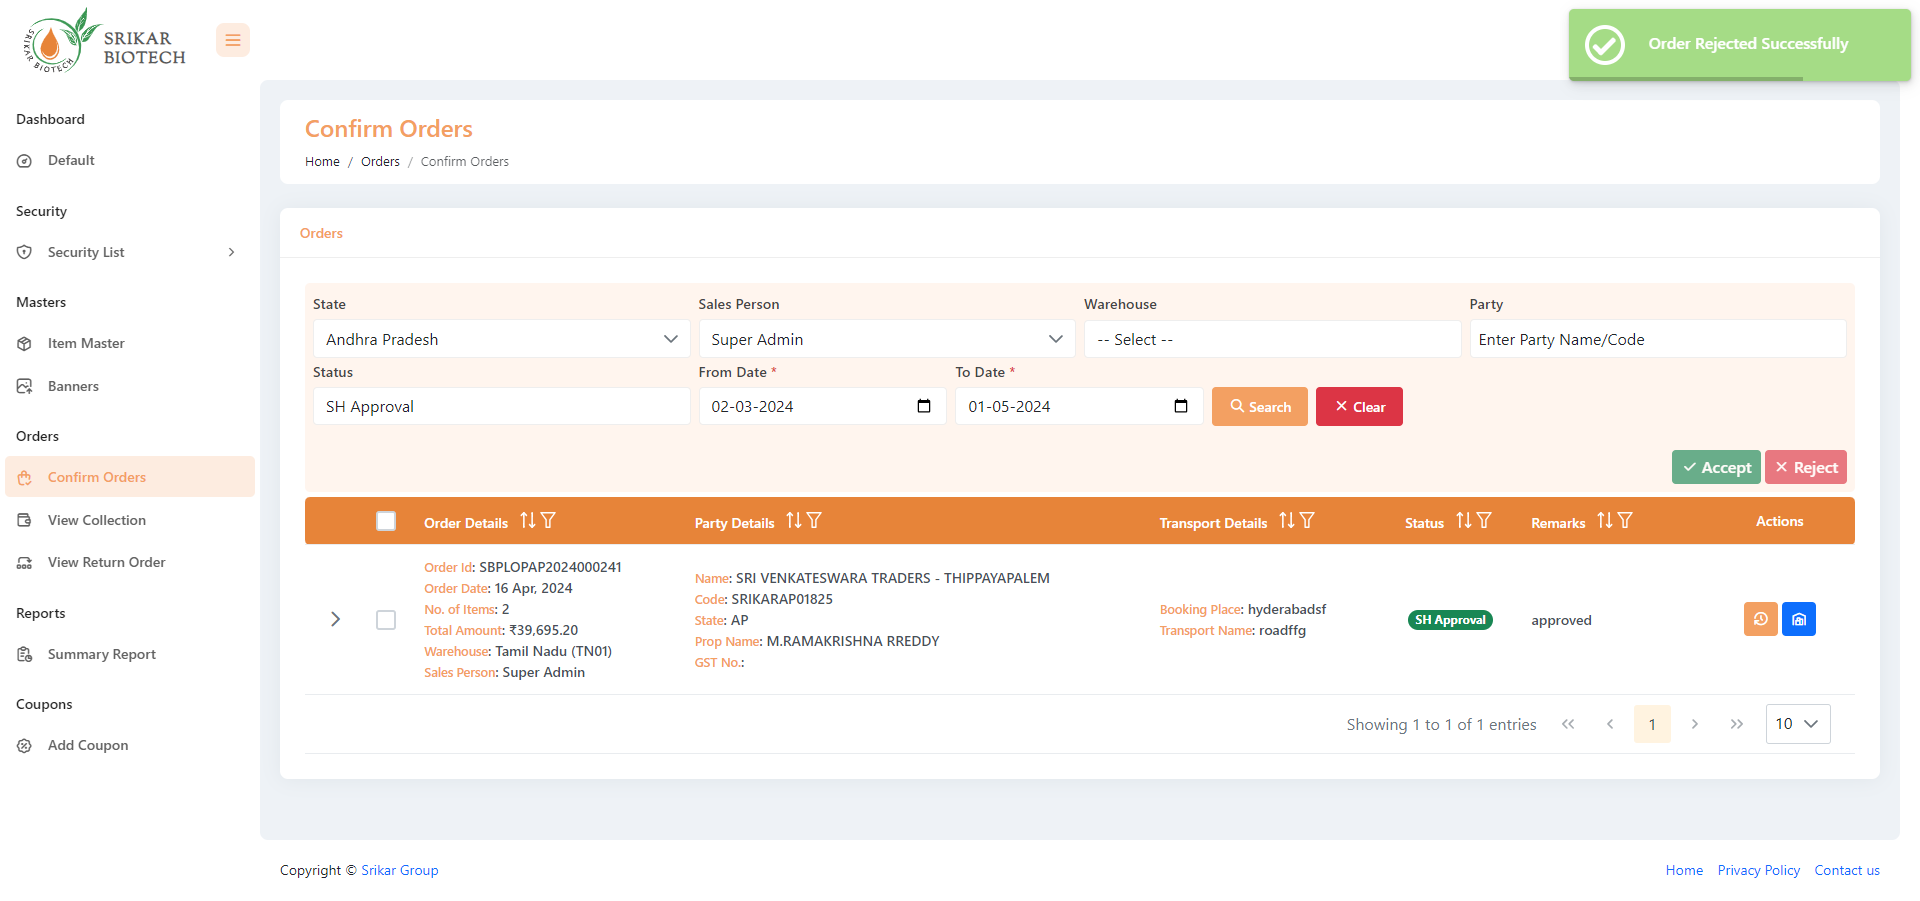 SRIKAR BIOTECH
SRIKAR
BIOTECH
Order Rejected Successfully
Dashboard
Default
Security
Security List
Masters
Item Master
Banners
Orders
Confirm Orders
View Collection
View Return Order
Reports
Summary Report
Coupons
Add Coupon
Confirm Orders
Home / Orders / Confirm Orders
Orders
State Sales Person Warehouse Party
Andhra Pradesh Super Admin -- Select -- Enter Party Name/Code
Status From Date * To Date *
SH Approval 02-03-2024 01-05-2024 Search Clear
Accept Reject
Order Details Party Details Transport Details Status Remarks Actions
Order Id: SBPLOPAP2024000241
Order Date: 16 Apr, 2024
No. of Items: 2
Total Amount: ₹39,695.20
Warehouse: Tamil Nadu (TN01)
Sales Person: Super Admin
Name: SRI VENKATESWARA TRADERS - THIPPAYAPALEM
Code: SRIKARAP01825
State: AP
Prop Name: M.RAMAKRISHNA RREDDY
GST No.:
Booking Place: hyderabadsf
Transport Name: roadffg
SH Approval
approved
Showing 1 to 1 of 1 entries 1 10
Copyright © Srikar Group
Home Privacy Policy Contact us